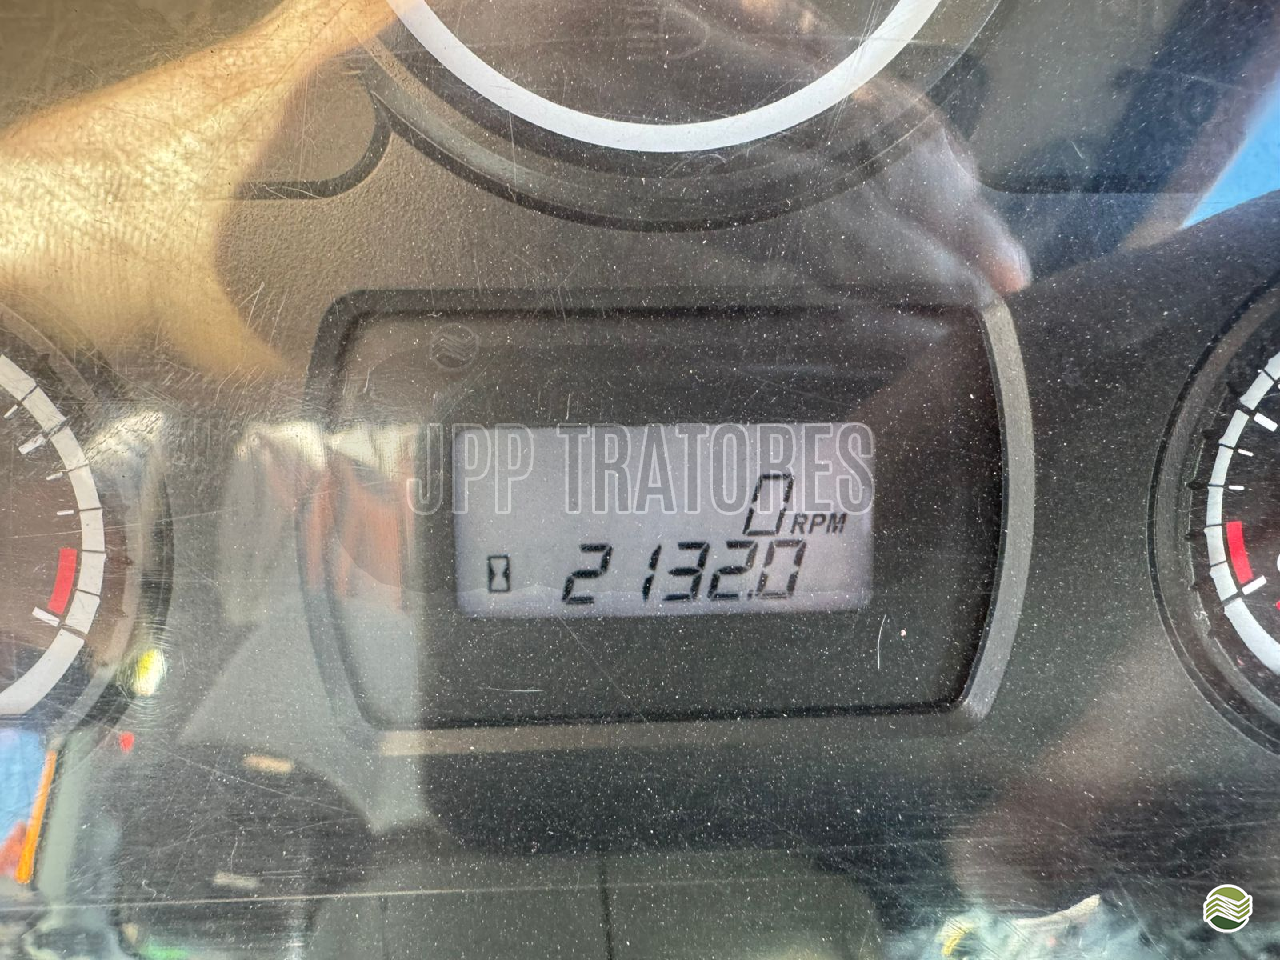 JPP TRATORES
0 RPM
2132.0